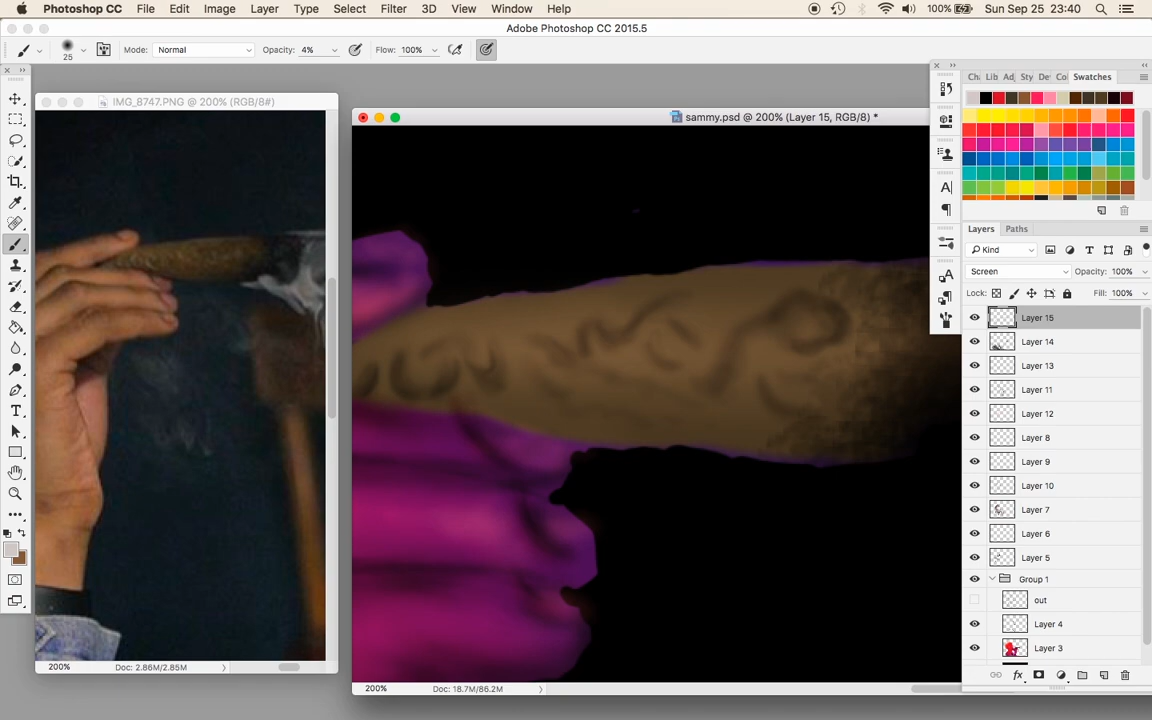 Photoshop CC File Edit Image Layer Type Select Filter 3D View Window Help 100% Sun Sep 25 23:40
Adobe Photoshop CC 2015.5
25 Mode: Normal Opacity: 4% Flow: 100%
Lib Swatches
IMG_8747.PNG @ 200% (RGB/8#)
sammy.psd @ 200% (Layer 15, RGB/8) *
Layers Paths
Kind
Screen Opacity: 100%
Lock: Fill: 100%
Layer 15
Layer 14
Layer 13
Layer 11
Layer 12
Layer 8
Layer 9
Layer 10
Layer 7
Layer 6
Layer 5
Group 1
out
Layer 4
Layer 3
200% Doc: 2.86M/2.85M
200% Doc: 18.7M/86.2M
fx